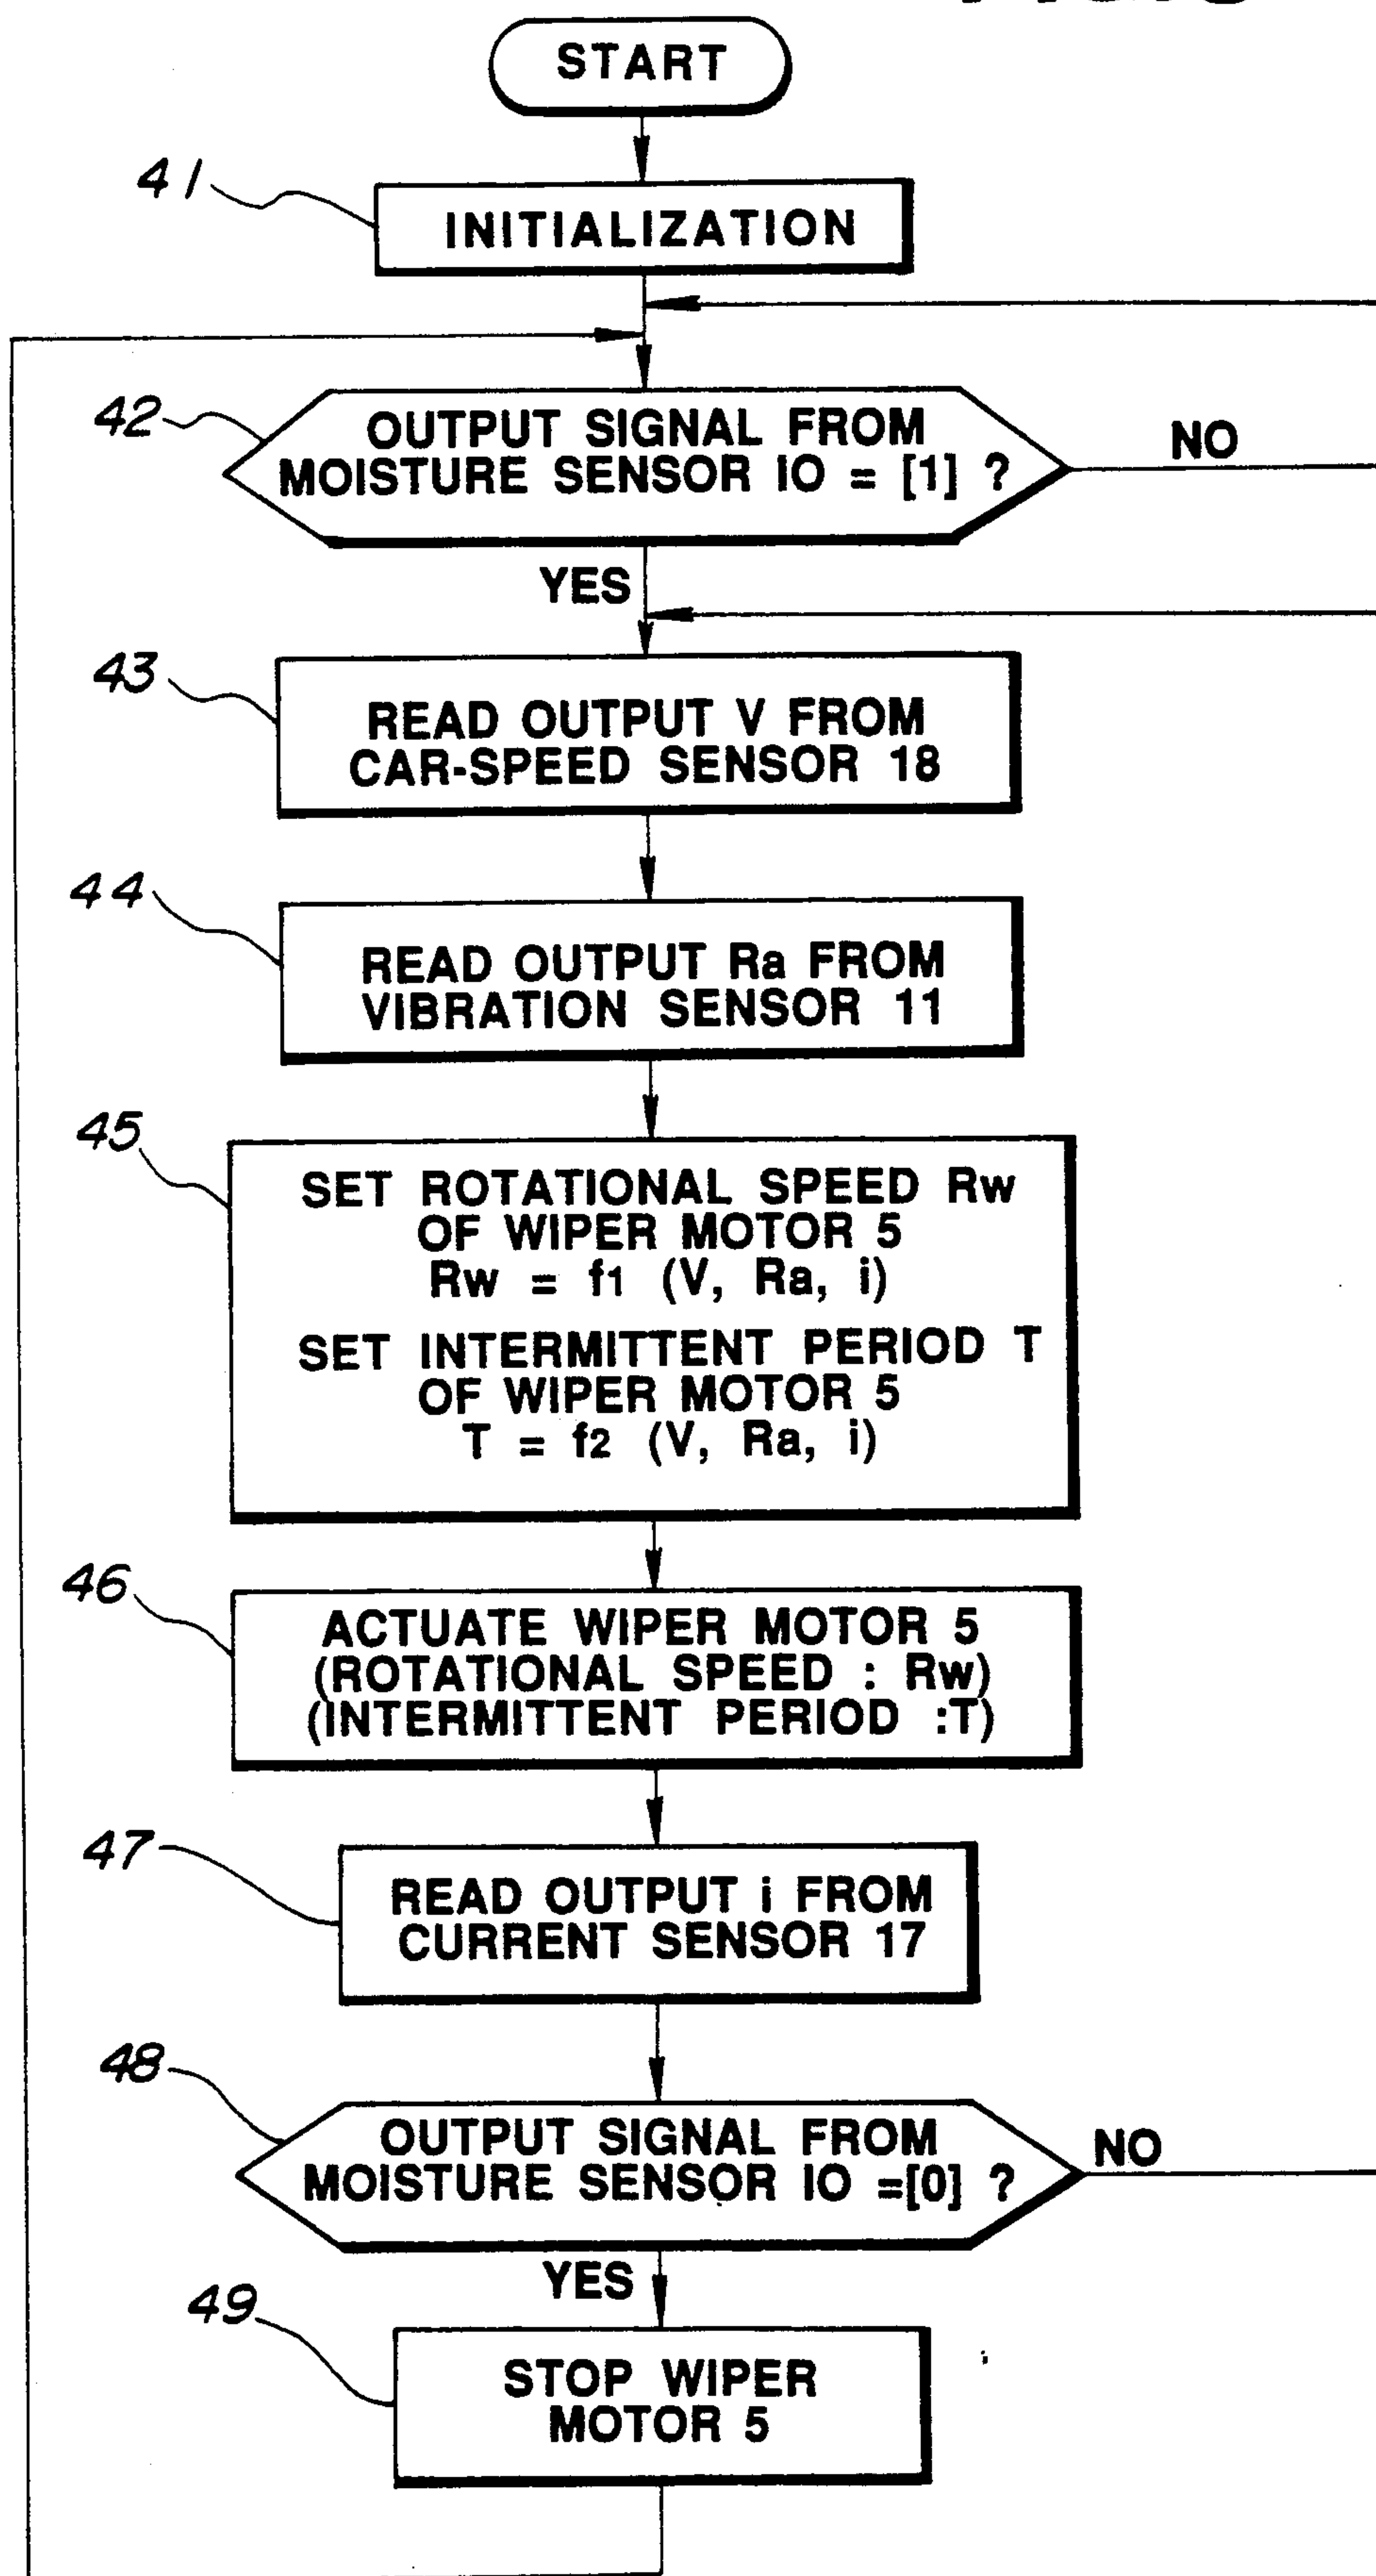 START
41
INITIALIZATION
42
OUTPUT SIGNAL FROM
MOISTURE SENSOR IO = [1] ?
NO
YES
43
READ OUTPUT V FROM
CAR-SPEED SENSOR 18
44
READ OUTPUT Ra FROM
VIBRATION SENSOR 11
45
SET ROTATIONAL SPEED Rw
OF WIPER MOTOR 5
Rw = f1 (V, Ra, i)
SET INTERMITTENT PERIOD T
OF WIPER MOTOR 5
T = f2 (V, Ra, i)
46
ACTUATE WIPER MOTOR 5
(ROTATIONAL SPEED : Rw)
(INTERMITTENT PERIOD :T)
47
READ OUTPUT i FROM
CURRENT SENSOR 17
48
OUTPUT SIGNAL FROM
MOISTURE SENSOR IO =[0] ?
NO
YES
49
STOP WIPER
MOTOR 5